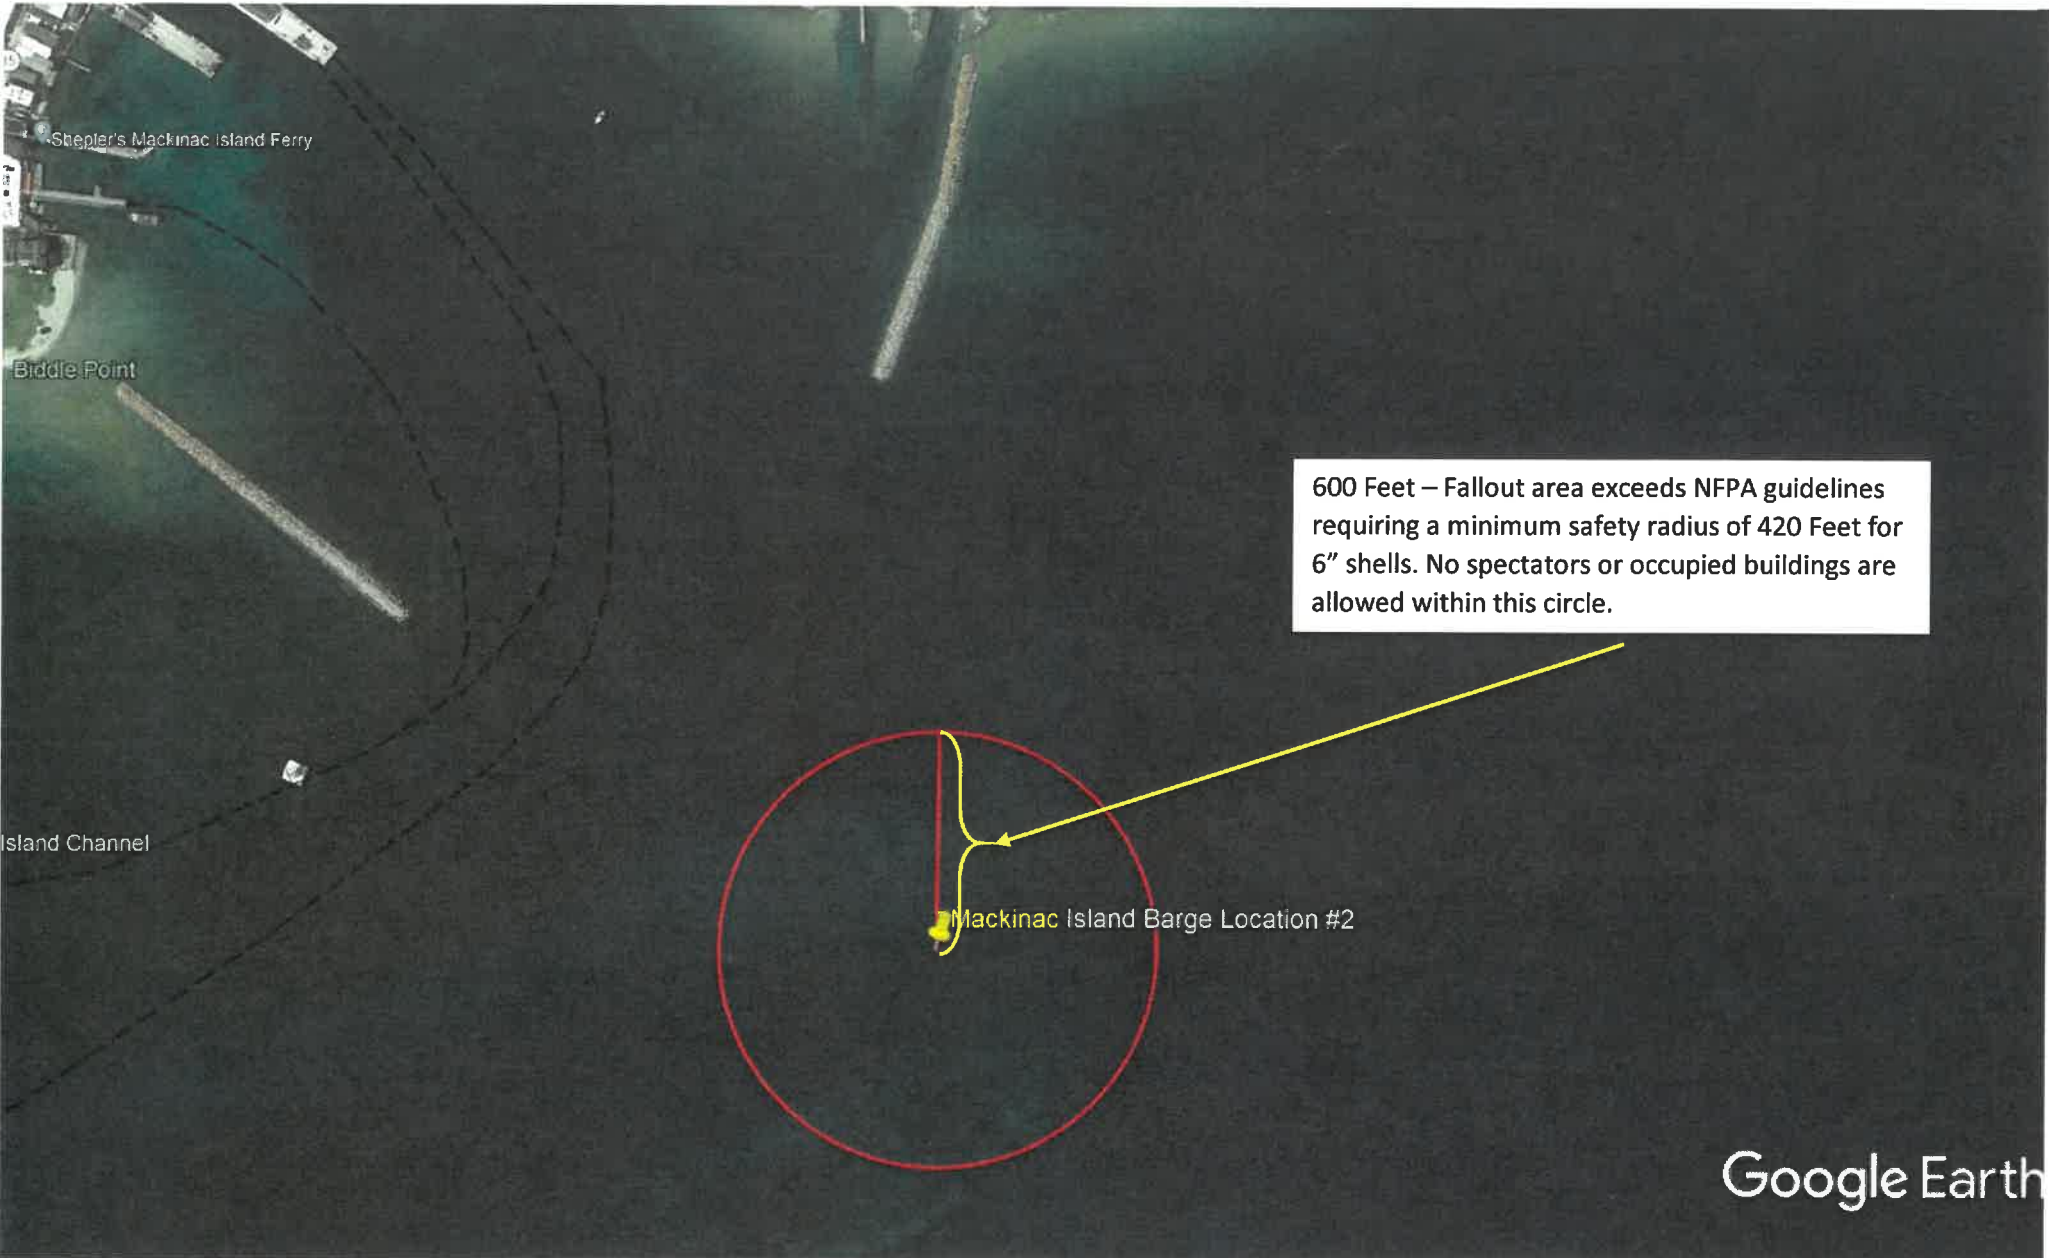 Shepler's Mackinac Island Ferry
Biddle Point
600 Feet – Fallout area exceeds NFPA guidelines
requiring a minimum safety radius of 420 Feet for
6” shells. No spectators or occupied buildings are
allowed within this circle.
Island Channel
Mackinac Island Barge Location #2
Google Earth